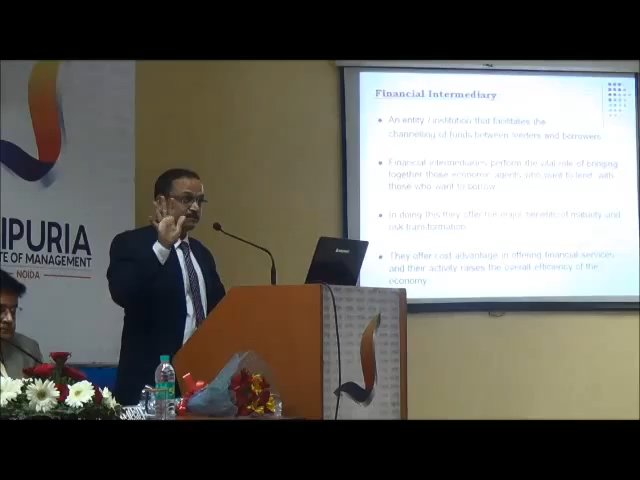 IPURIA
TE OF MANAGEMENT
NOIDA
Financial Intermediary
An entity / institution that facilitates the
channelling of funds between lenders and borrowers
Financial intermediaries perform the vital role of bringing
together those economic agents who want to lend, with
those who want to borrow
In doing this they offer the major benefits of maturity and
risk transformation
They offer cost advantage in offering financial services
and their activity raises the overall efficiency of the
economy